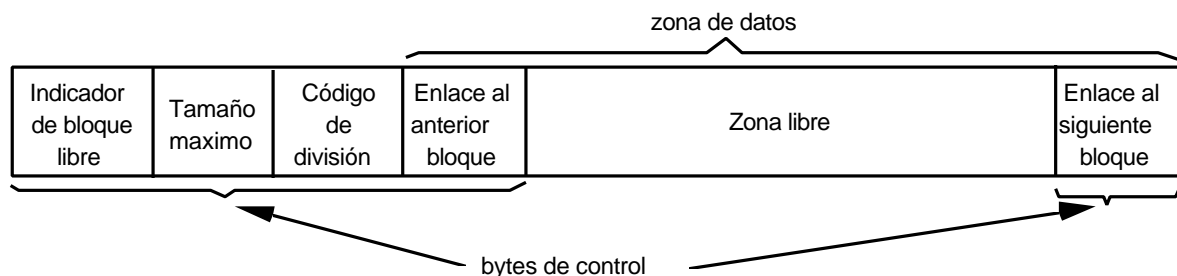 zona de datos
Indicador
de bloque
libre
Tamaño
maximo
Código
de
división
Enlace al
anterior
bloque
Zona libre
Enlace al
siguiente
bloque
bytes de control